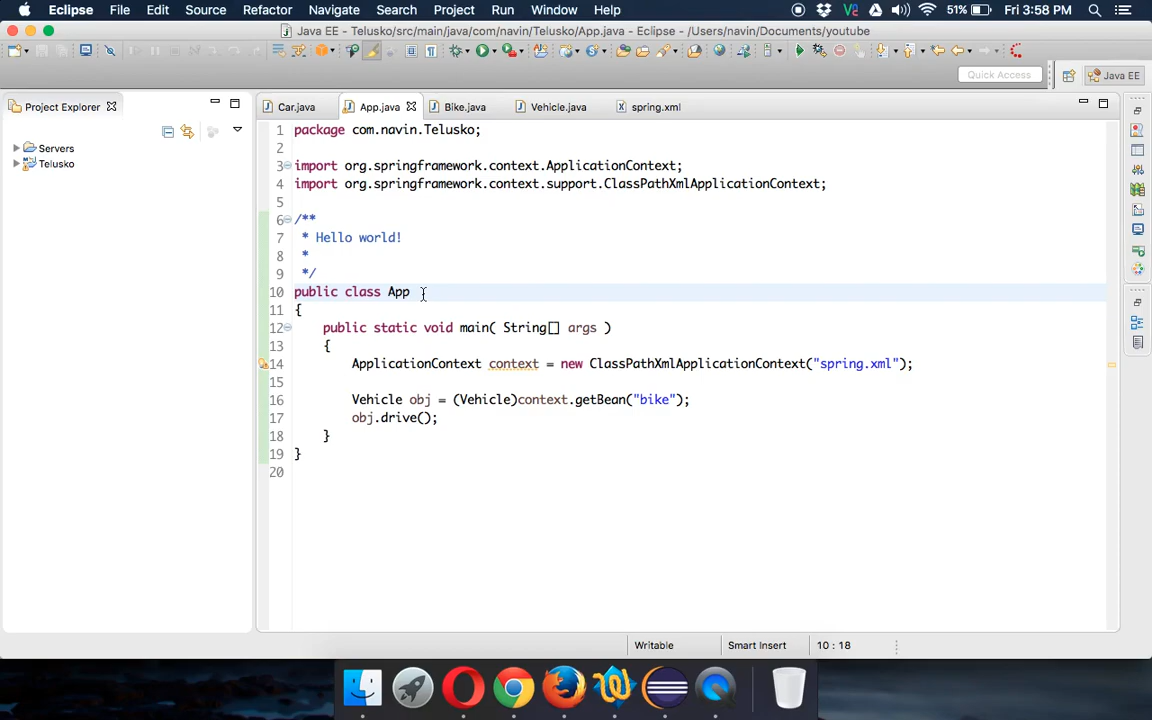 Eclipse File Edit Source Refactor Navigate Search Project Run Window Help 51% Fri 3:58 PM
Java EE - Telusko/src/main/java/com/navin/Telusko/App.java - Eclipse - /Users/navin/Documents/youtube
Quick Access Java EE
Project Explorer
Servers
Telusko
Car.java App.java Bike.java Vehicle.java spring.xml
1 package com.navin.Telusko;
2
3 import org.springframework.context.ApplicationContext;
4 import org.springframework.context.support.ClassPathXmlApplicationContext;
5
6 /**
7 * Hello world!
8 *
9 */
10 public class App
11 {
12 public static void main( String[] args )
13 {
14 ApplicationContext context = new ClassPathXmlApplicationContext("spring.xml");
15
16 Vehicle obj = (Vehicle)context.getBean("bike");
17 obj.drive();
18 }
19 }
20
Writable Smart Insert 10 : 18